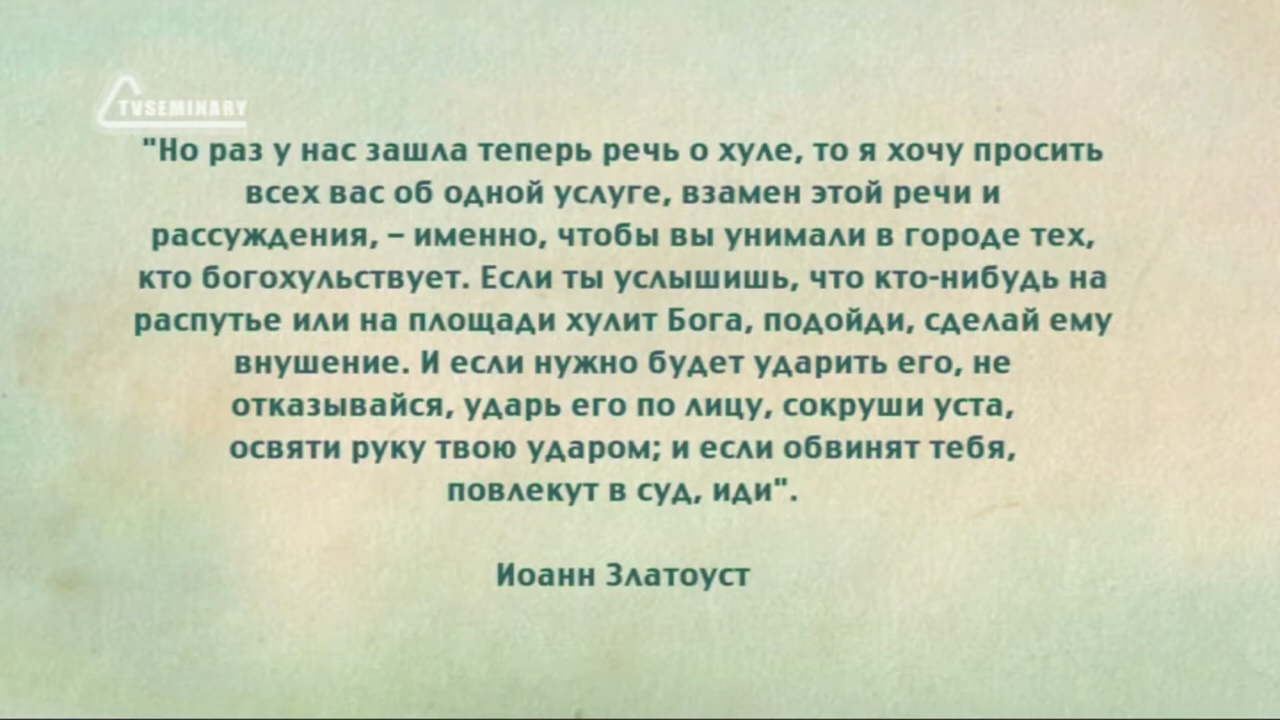 TVSEMINARY
"Но раз у нас зашла теперь речь о хуле, то я хочу просить
всех вас об одной услуге, взамен этой речи и
рассуждения, – именно, чтобы вы унимали в городе тех,
кто богохульствует. Если ты услышишь, что кто-нибудь на
распутье или на площади хулит Бога, подойди, сделай ему
внушение. И если нужно будет ударить его, не
отказывайся, ударь его по лицу, сокруши уста,
освяти руку твою ударом; и если обвинят тебя,
повлекут в суд, иди".
Иоанн Златоуст